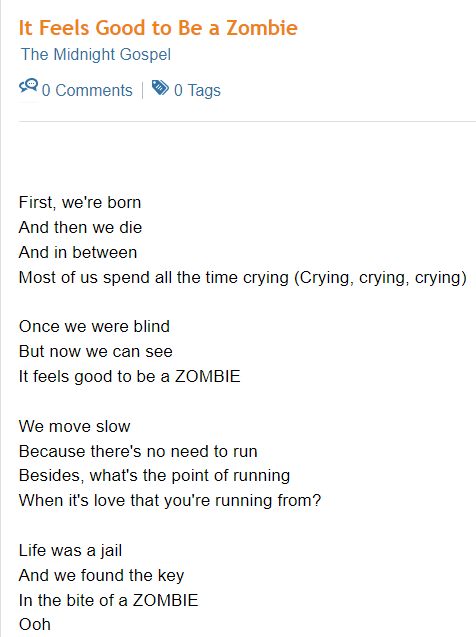 It Feels Good to Be a Zombie
The Midnight Gospel
0 Comments | 0 Tags
First, we're born
And then we die
And in between
Most of us spend all the time crying (Crying, crying, crying)
Once we were blind
But now we can see
It feels good to be a ZOMBIE
We move slow
Because there's no need to run
Besides, what's the point of running
When it's love that you're running from?
Life was a jail
And we found the key
In the bite of a ZOMBIE
Ooh